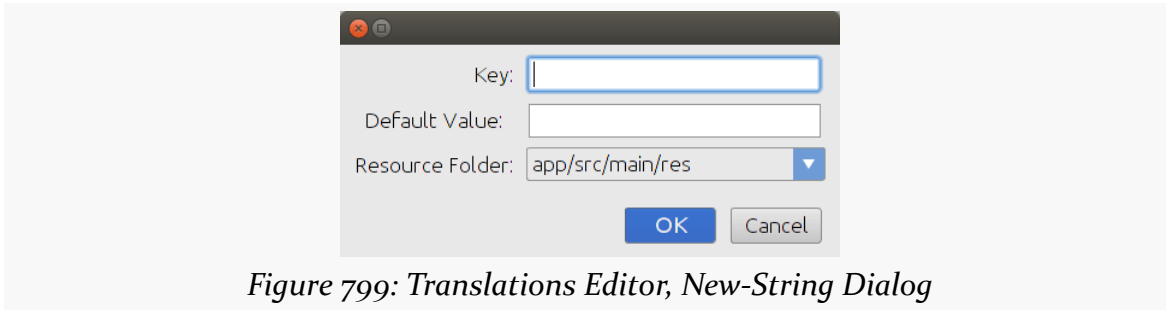 Key:
Default Value:
Resource Folder: app/src/main/res
OK Cancel
Figure 799: Translations Editor, New-String Dialog